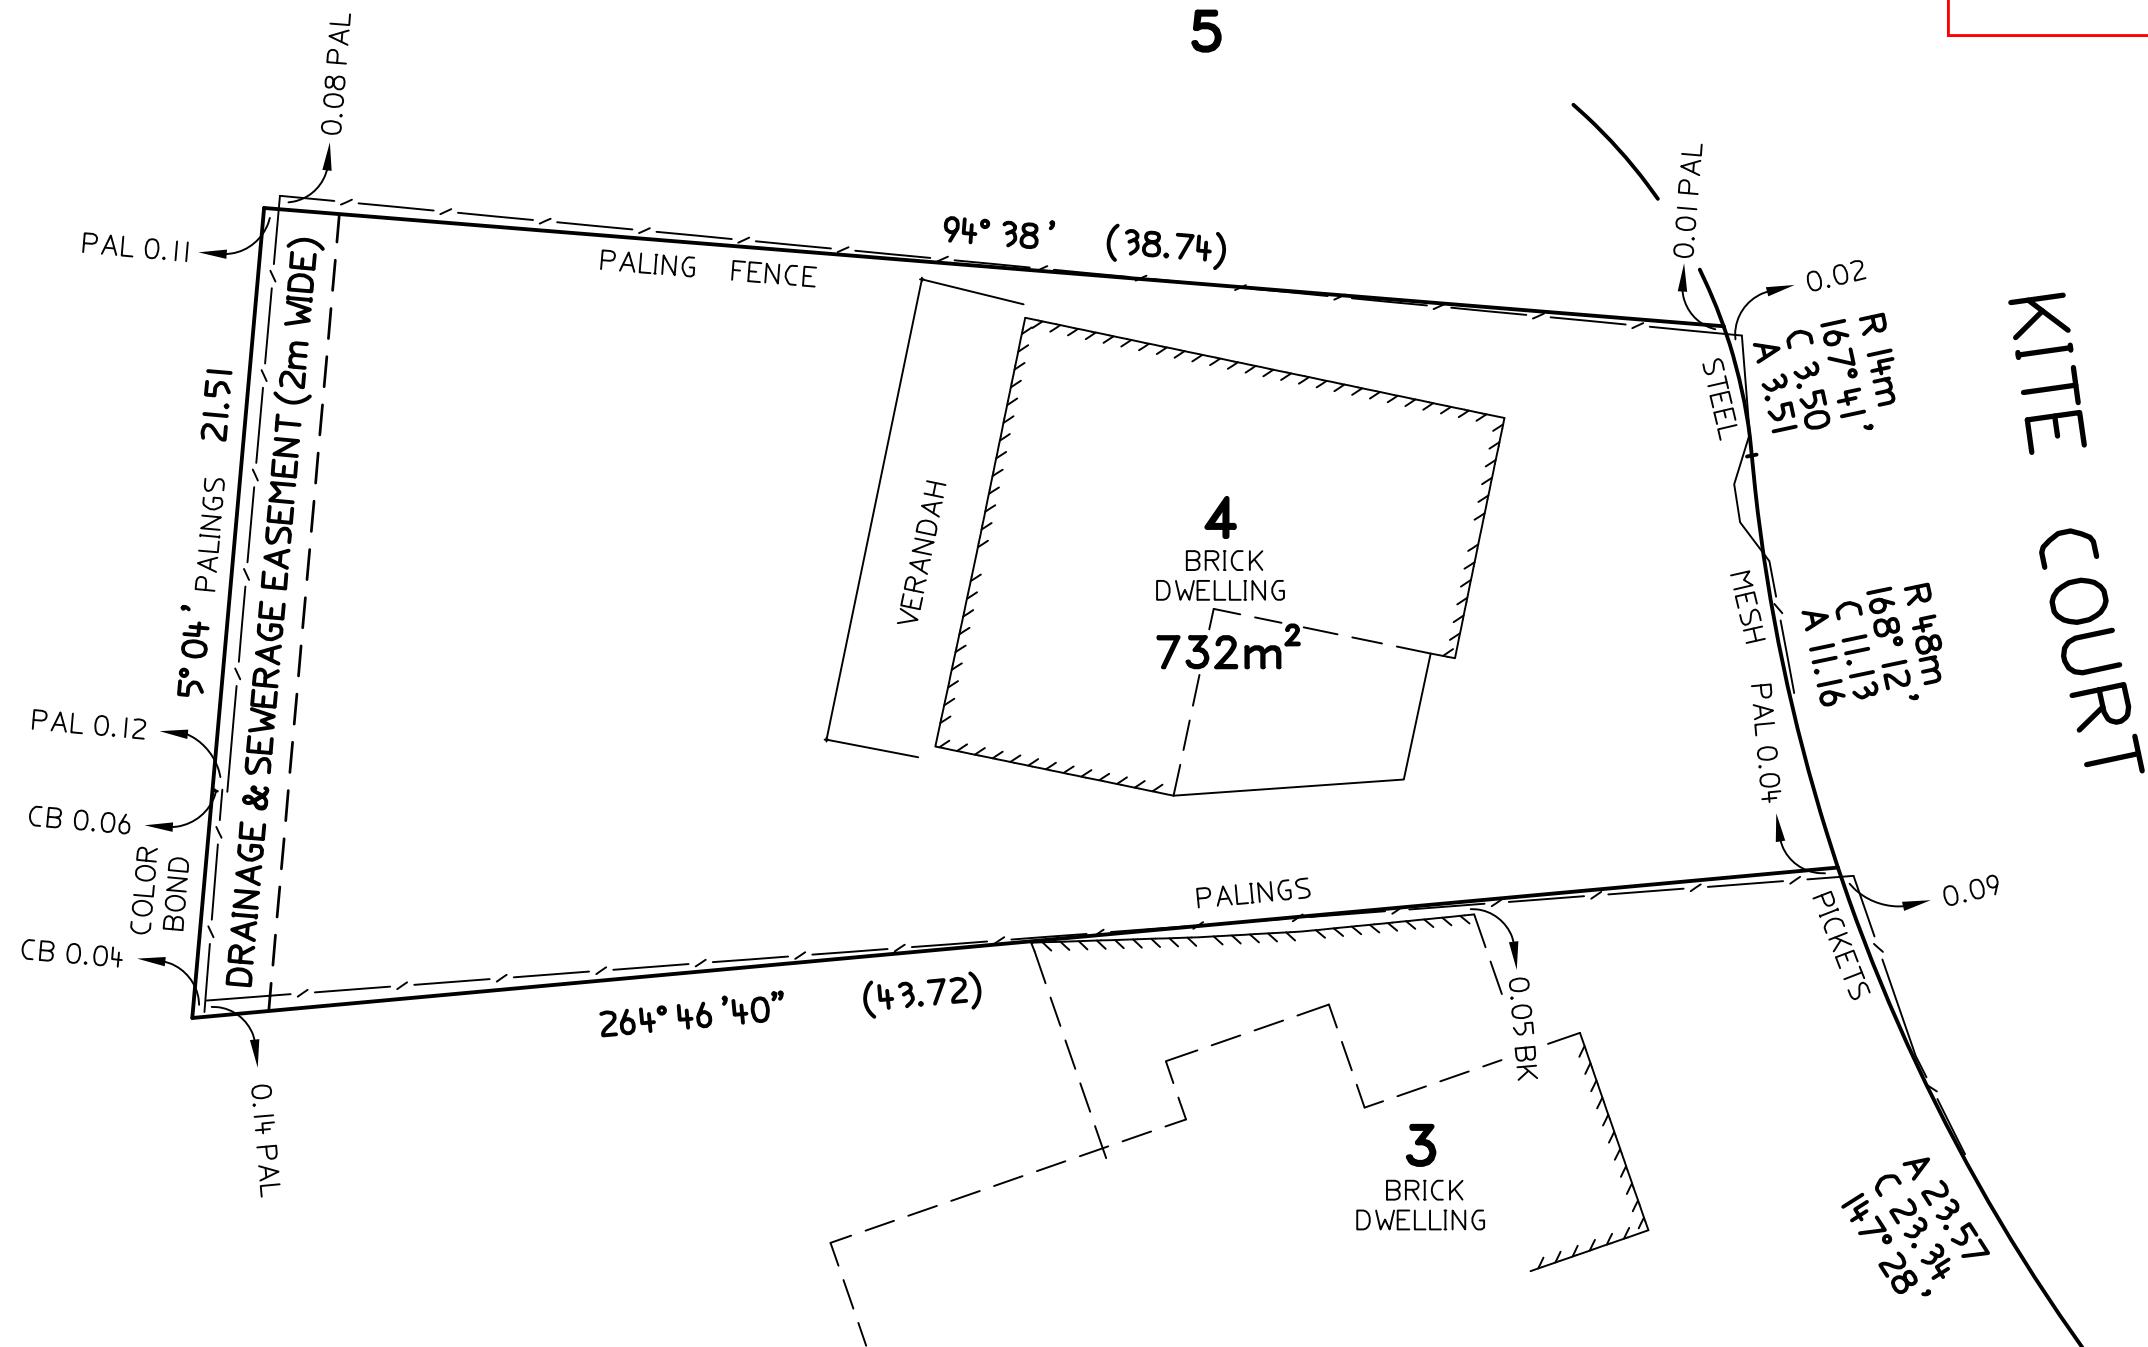 5
0.08 PAL
PAL 0.11
94° 38' (38.74)
PALING FENCE
0.01 PAL
0.02
R 14m
167° 41'
C 3.50
A 3.51
STEEL
KITE COURT
5° 04' PALINGS 21.51
DRAINAGE & SEWERAGE EASEMENT (2m WIDE)
VERANDAH
4
BRICK
DWELLING
732m²
MESH
R 48m
168° 12'
C 11.13
A 11.16
PAL 0.12
PAL 0.04
CB 0.06
COLOR
BOND
CB 0.04
PALINGS
0.09
PICKETS
264° 46 '40" (43.72)
0.05 BK
0.14 PAL
3
BRICK
DWELLING
A 23.57
C 23.34
147° 28'